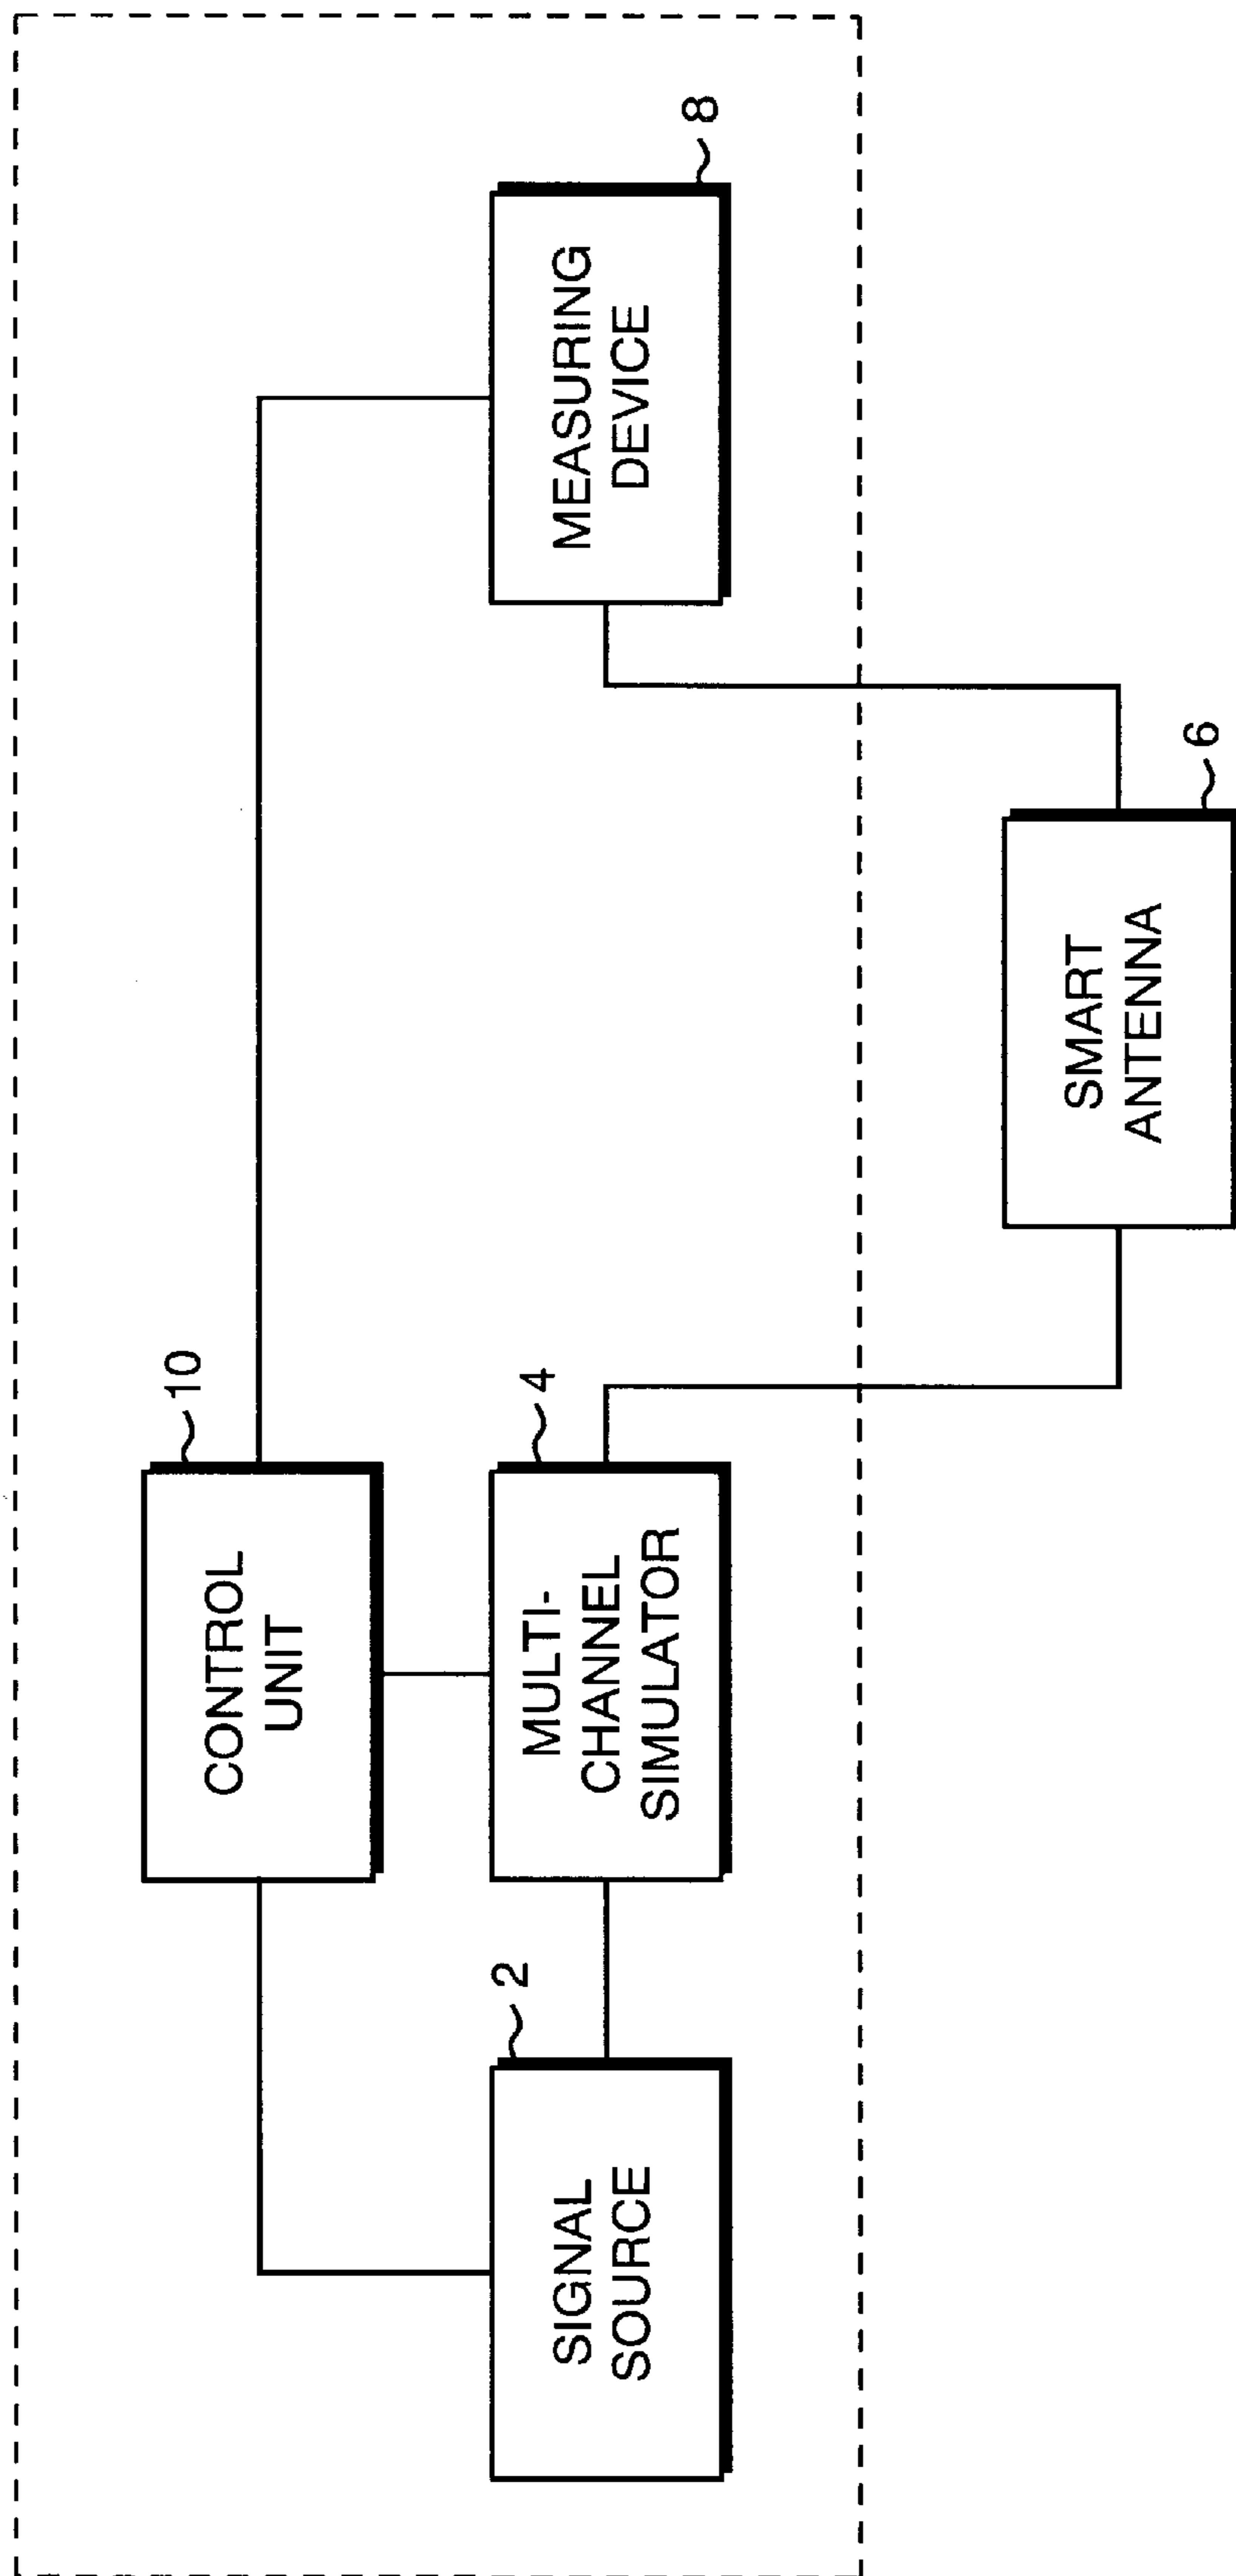 10
CONTROL
UNIT
2
SIGNAL
SOURCE
4
MULTI-
CHANNEL
SIMULATOR
8
MEASURING
DEVICE
6
SMART
ANTENNA